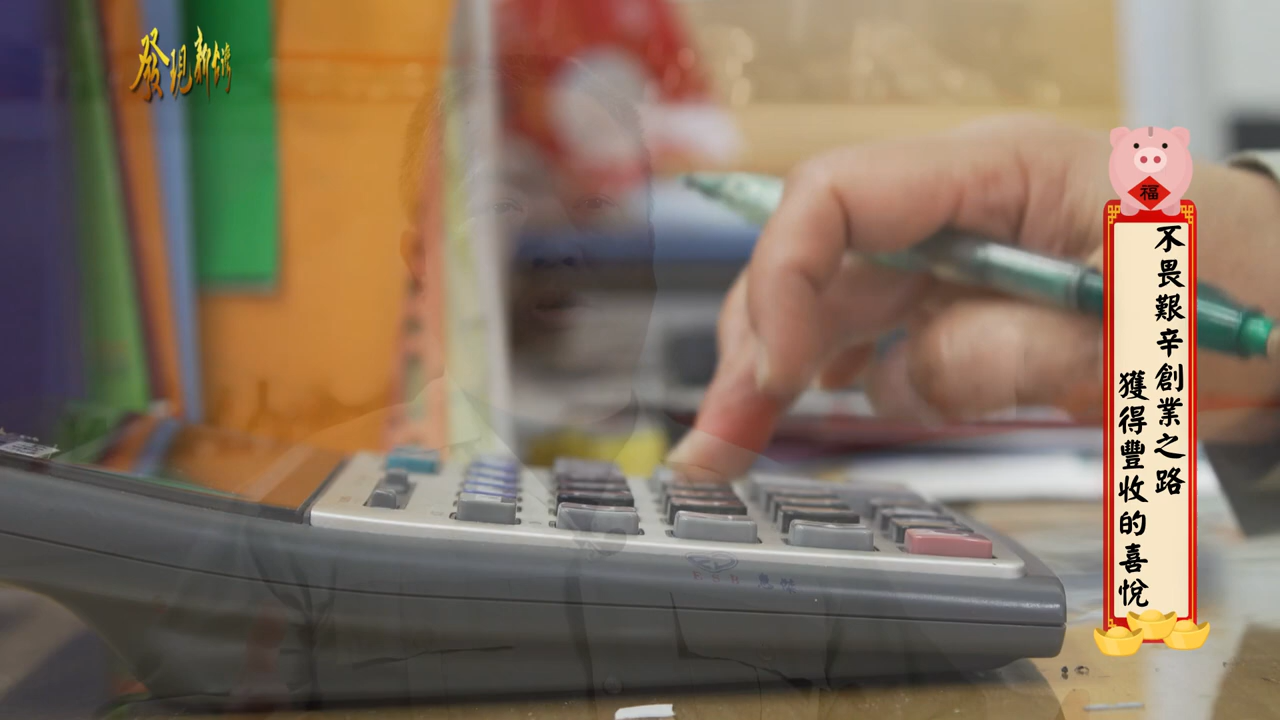 發現新鑶
福
不畏艱辛創業之路
獲得豐收的喜悅